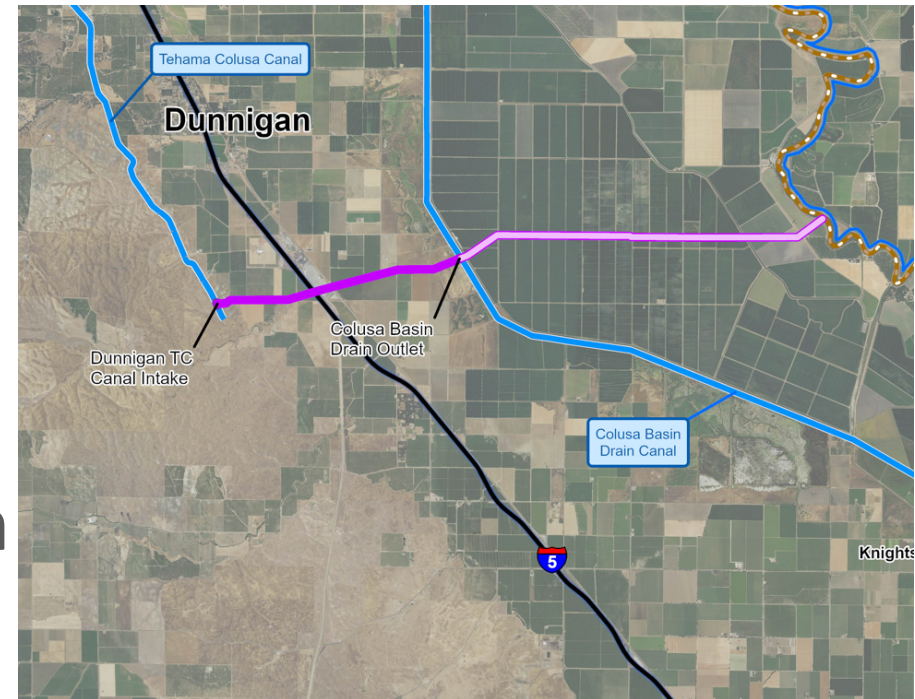 Tehama Colusa Canal
Dunnigan
Colusa Basin
Drain Outlet
Dunnigan TC
Canal Intake
Colusa Basin
Drain Canal
Knights
5
n